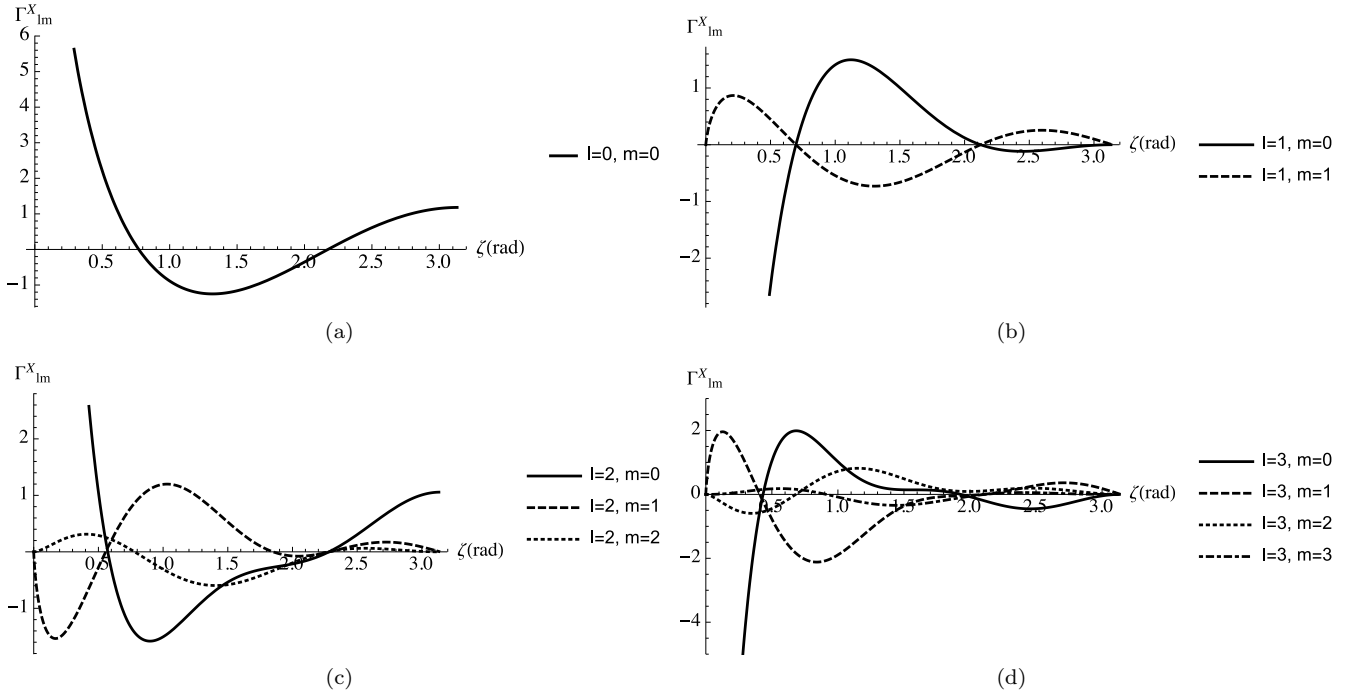 Γ^X_lm
6
5
4
3
2
1
−1
0.5 1.0 1.5 2.0 2.5 3.0
ζ(rad)
l=0, m=0
(a)
Γ^X_lm
1
−1
−2
0.5 1.0 1.5 2.0 2.5 3.0
ζ(rad)
l=1, m=0
l=1, m=1
(b)
Γ^X_lm
2
1
0
−1
0.5 1.0 1.5 2.0 2.5 3.0
ζ(rad)
l=2, m=0
l=2, m=1
l=2, m=2
(c)
Γ^X_lm
2
0
−2
−4
0.5 1.0 1.5 2.0 2.5 3.0
ζ(rad)
l=3, m=0
l=3, m=1
l=3, m=2
l=3, m=3
(d)